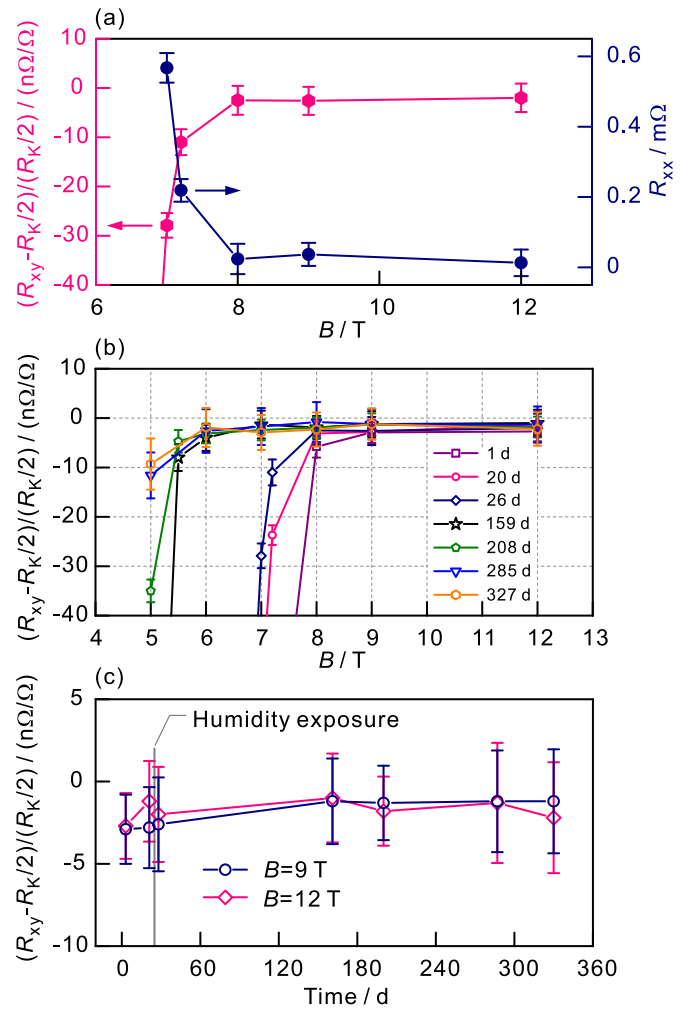 (a)
(R_xy-R_K/2)/(R_K/2) / (nΩ/Ω)
10
0
-10
-20
-30
-40
6
8
10
12
B / T
0.6
0.4
0.2
0
R_xx / mΩ
(b)
(R_xy-R_K/2)/(R_K/2) / (nΩ/Ω)
10
0
-10
-20
-30
-40
1 d
20 d
26 d
159 d
208 d
285 d
327 d
4
5
6
7
8
9
10
11
12
13
B / T
(c)
(R_xy-R_K/2)/(R_K/2) / (nΩ/Ω)
5
0
-5
-10
Humidity exposure
B=9 T
B=12 T
0
60
120
180
240
300
360
Time / d